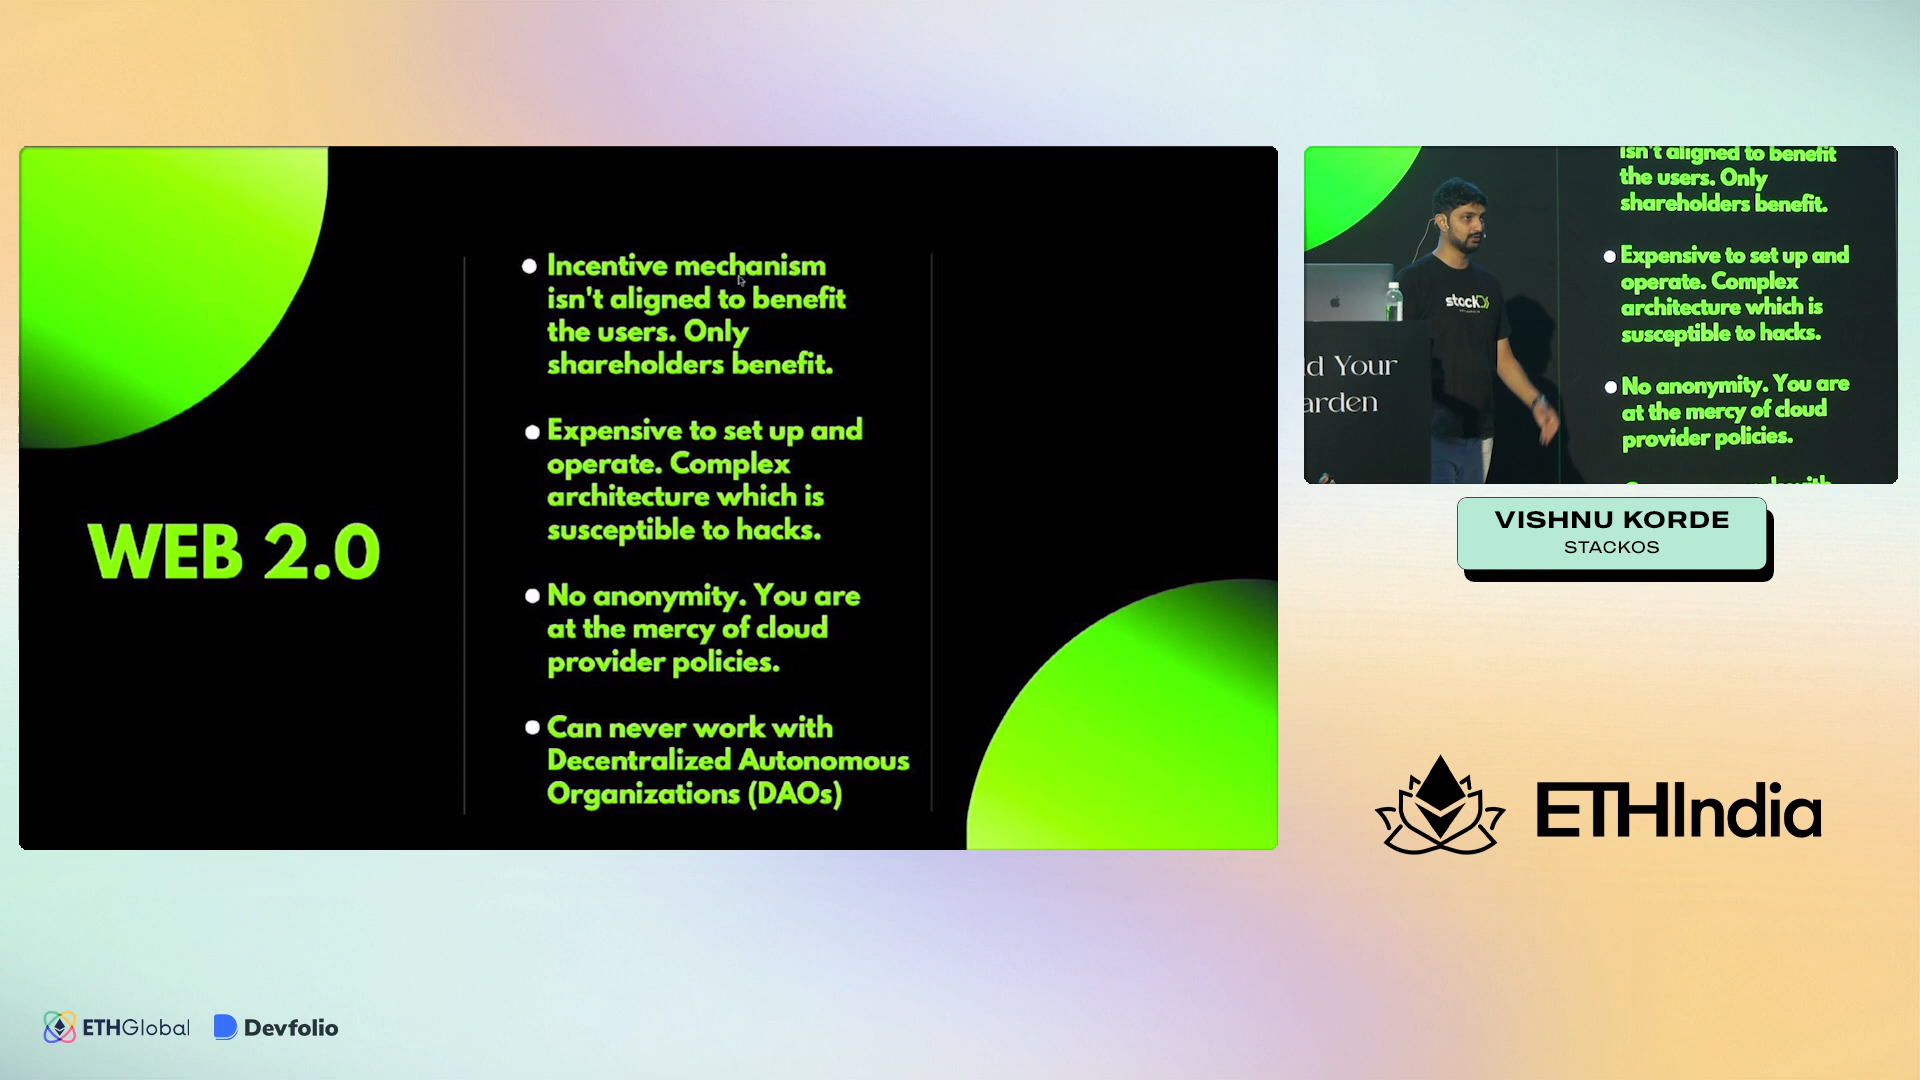 WEB 2.0
Incentive mechanism
isn't aligned to benefit
the users. Only
shareholders benefit.
Expensive to set up and
operate. Complex
architecture which is
susceptible to hacks.
No anonymity. You are
at the mercy of cloud
provider policies.
Can never work with
Decentralized Autonomous
Organizations (DAOs)
isn't aligned to benefit
the users. Only
shareholders benefit.
Expensive to set up and
operate. Complex
architecture which is
susceptible to hacks.
No anonymity. You are
at the mercy of cloud
provider policies.
with
stackOS
d Your
arden
VISHNU KORDE
STACKOS
ETHIndia
ETHGlobal
Devfolio